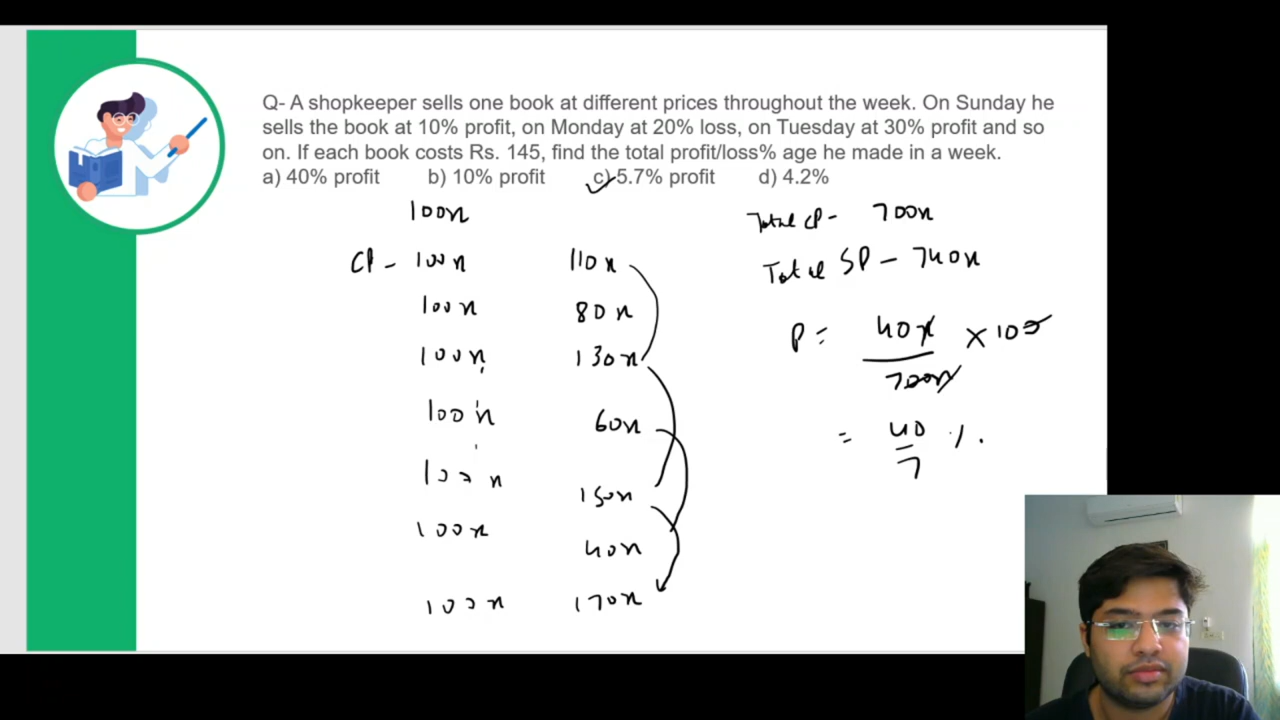 Q- A shopkeeper sells one book at different prices throughout the week. On Sunday he
sells the book at 10% profit, on Monday at 20% loss, on Tuesday at 30% profit and so
on. If each book costs Rs. 145, find the total profit/loss% age he made in a week.
a) 40% profit b) 10% profit c) 5.7% profit d) 4.2%
100x
CP - 100x 110x
100x 80x
100x 130x
100x 60x
100x 150x
100x 40x
100x 170x
Total CP - 700x
Total SP - 740x
P = 40x × 100
700x
= 40 %.
7